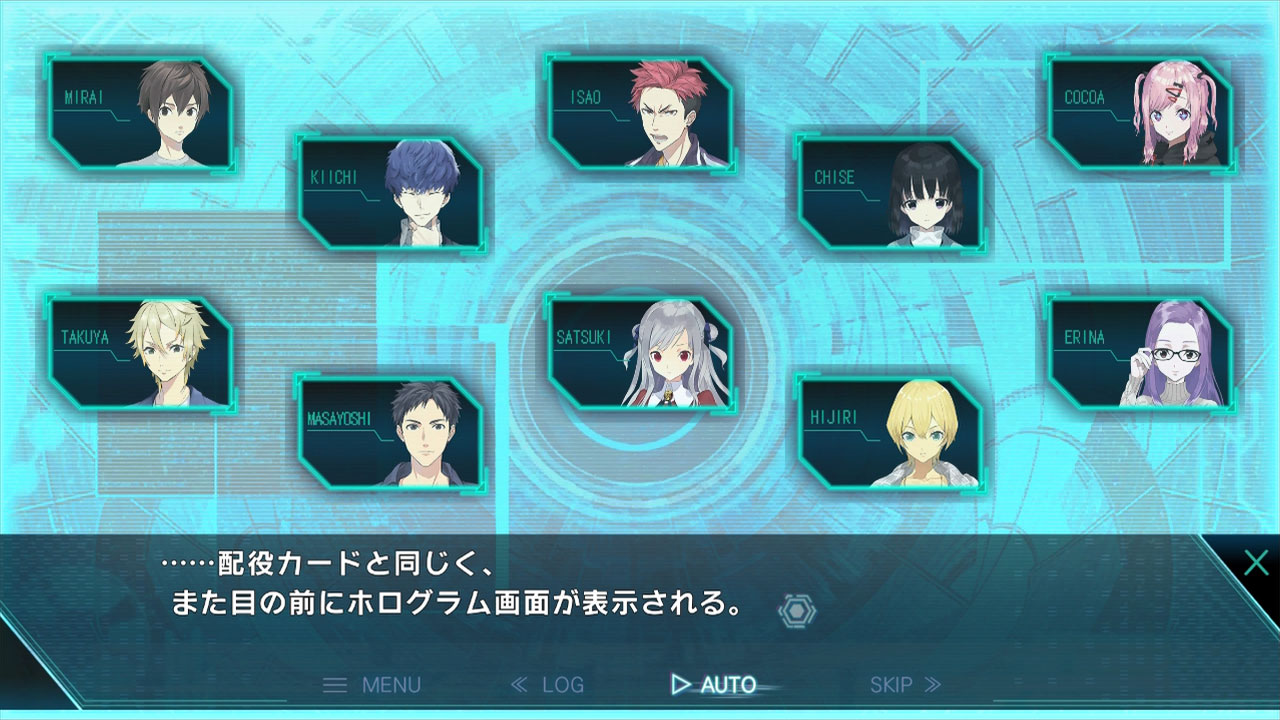 MIRAI
ISAO
COCOA
KIICHI
CHISE
TAKUYA
SATSUKI
ERINA
MASAYOSHI
HIJIRI
……配役カードと同じく、
また目の前にホログラム画面が表示される。
MENU
LOG
AUTO
SKIP